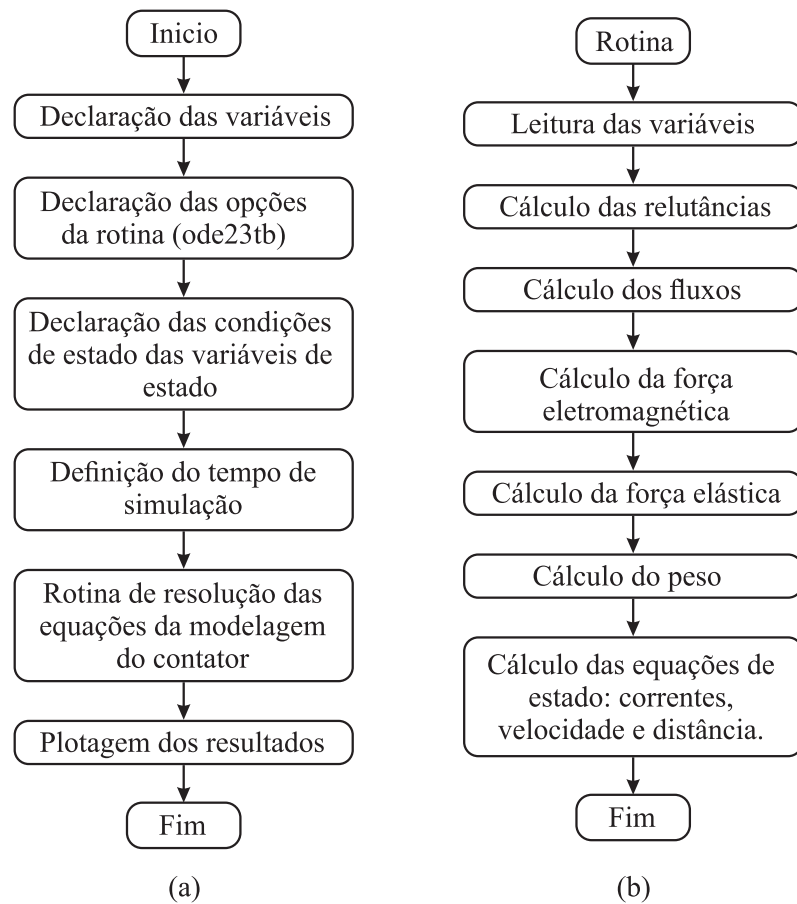 Inicio
Declaração das variáveis
Declaração das opções
da rotina (ode23tb)
Declaração das condições
de estado das variáveis de
estado
Definição do tempo de
simulação
Rotina de resolução das
equações da modelagem
do contator
Plotagem dos resultados
Fim
(a)
Rotina
Leitura das variáveis
Cálculo das relutâncias
Cálculo dos fluxos
Cálculo da força
eletromagnética
Cálculo da força elástica
Cálculo do peso
Cálculo das equações de
estado: correntes,
velocidade e distância.
Fim
(b)